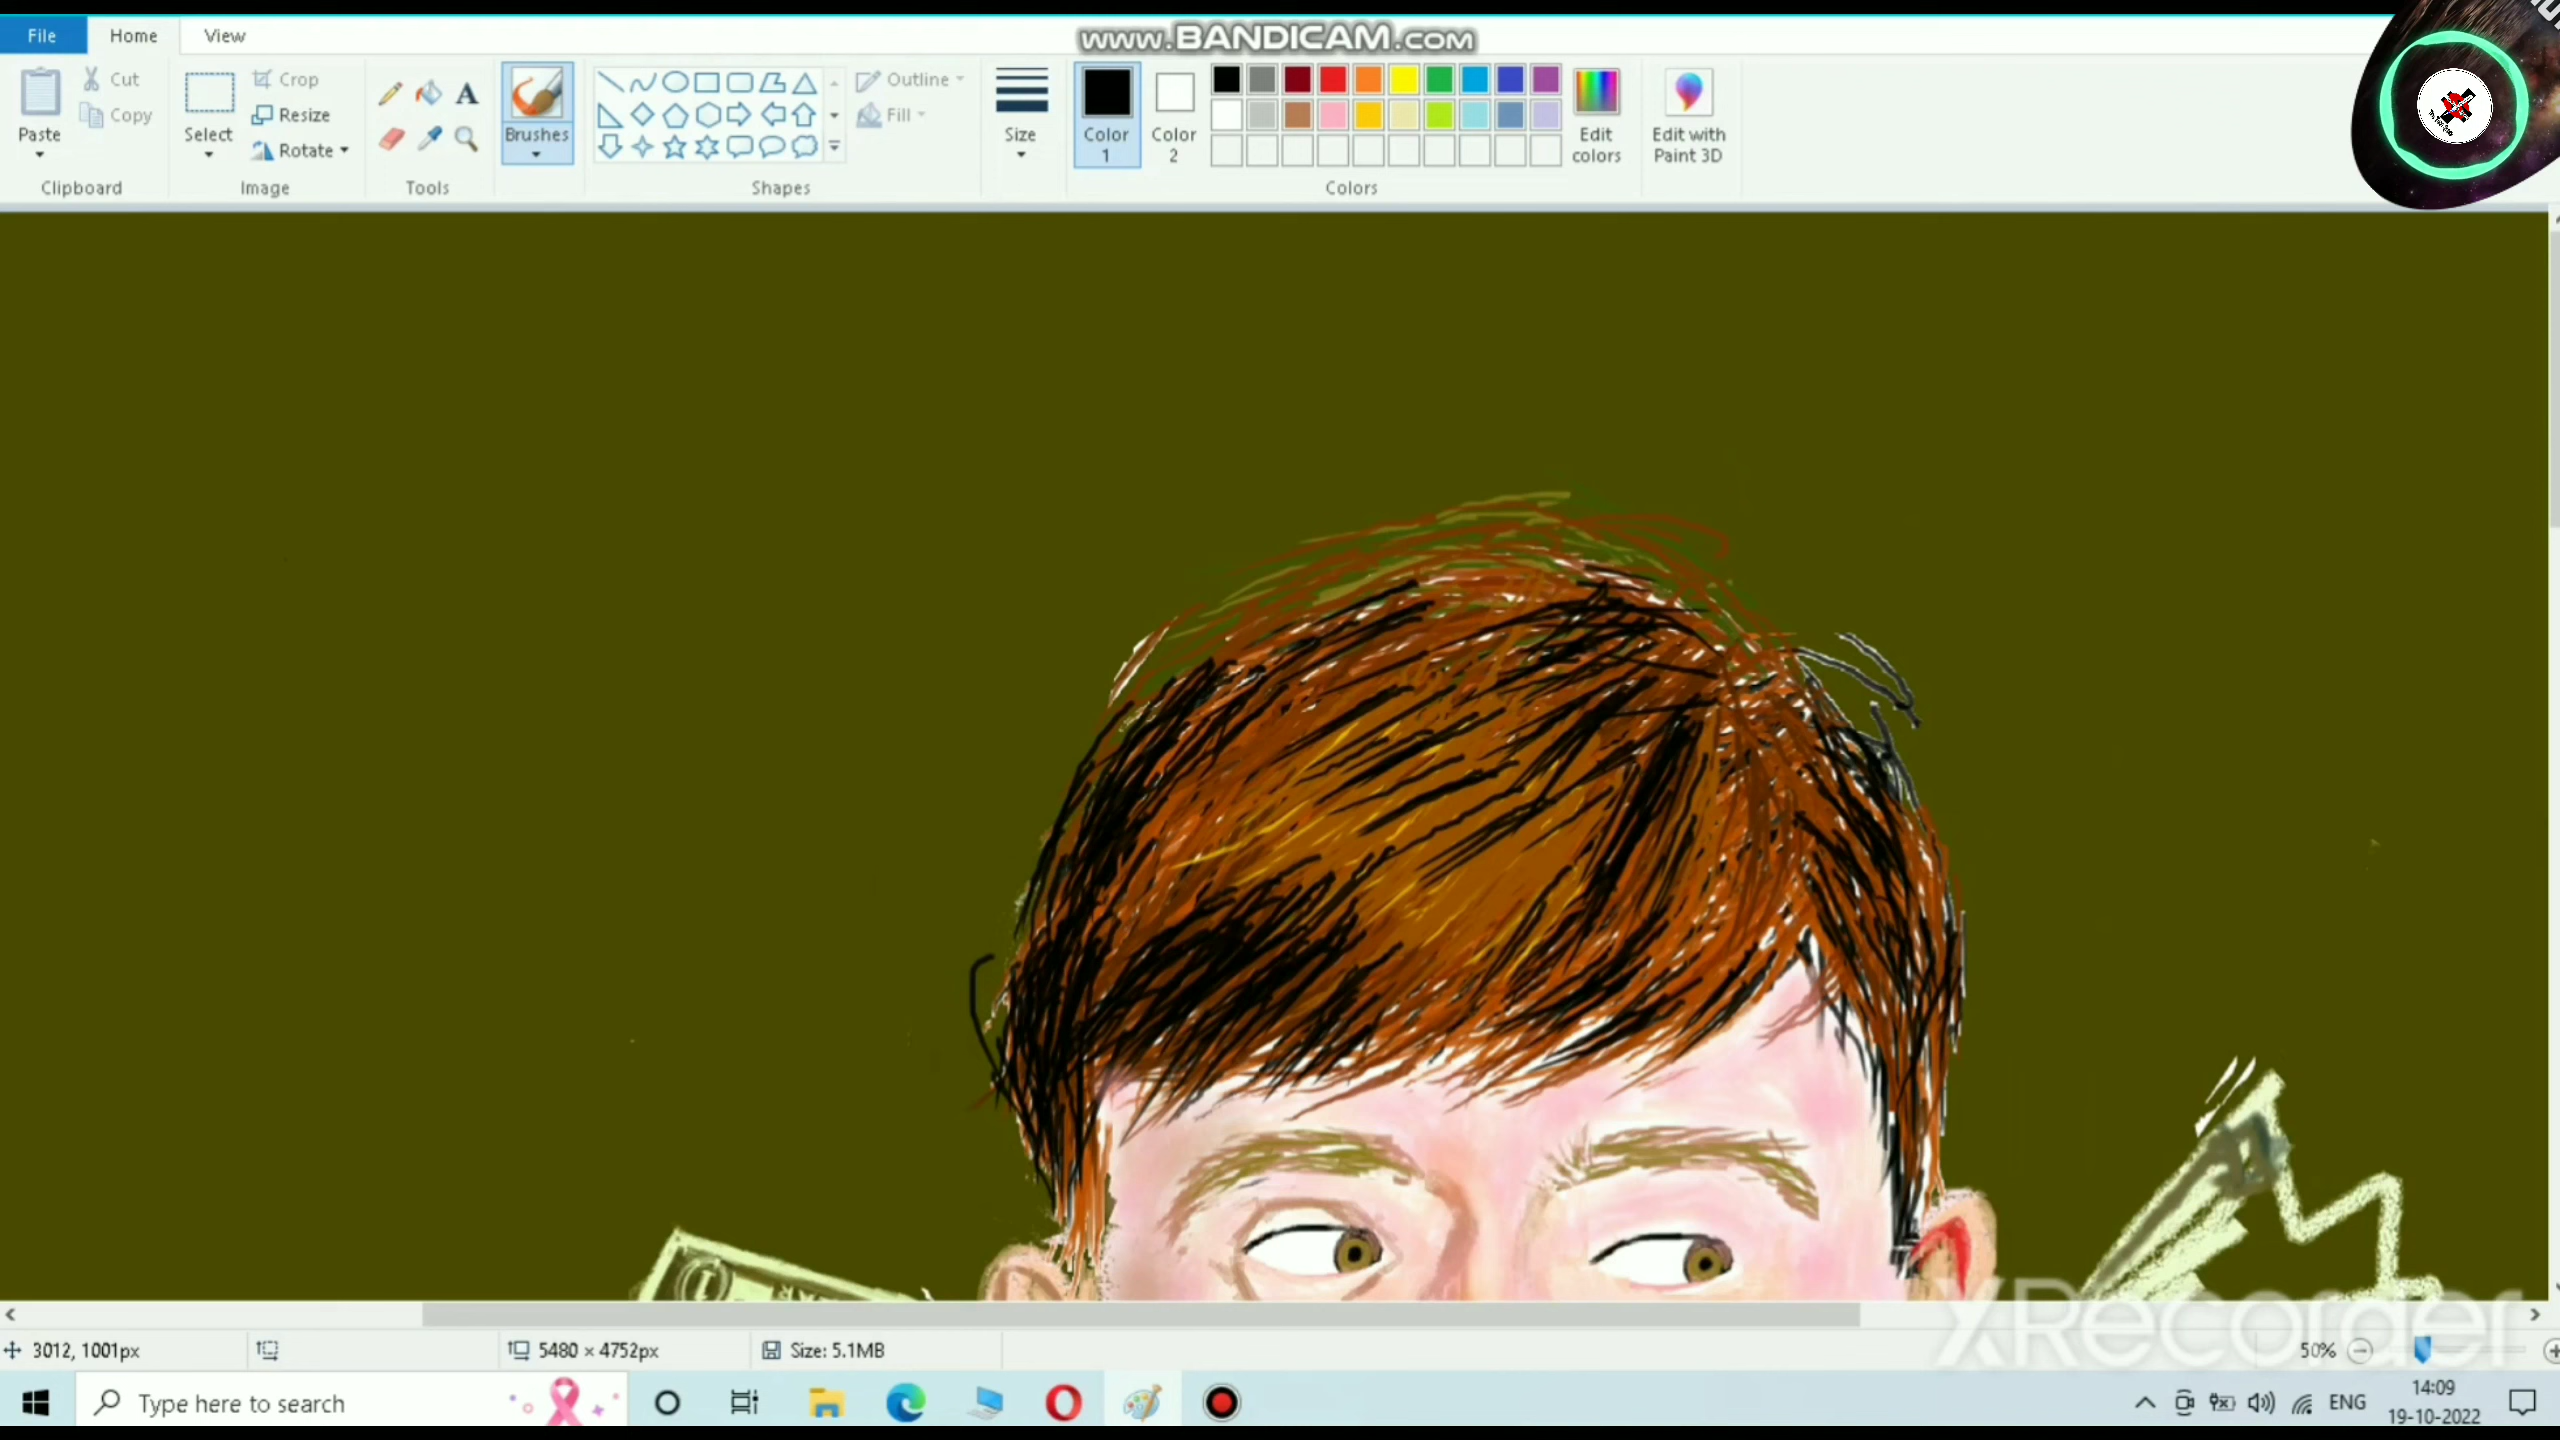 File Home View
www.BANDICAM.com
Paste
Cut
Copy
Clipboard
Select
Crop
Resize
Rotate
Image
A
Tools
Brushes
Outline
Fill
Shapes
Size
Color 1
Color 2
Edit colors
Colors
Edit with Paint 3D
1
XRecorder
3012, 1001px
5480 × 4752px
Size: 5.1MB
50%
Type here to search
ENG
14:09
19-10-2022